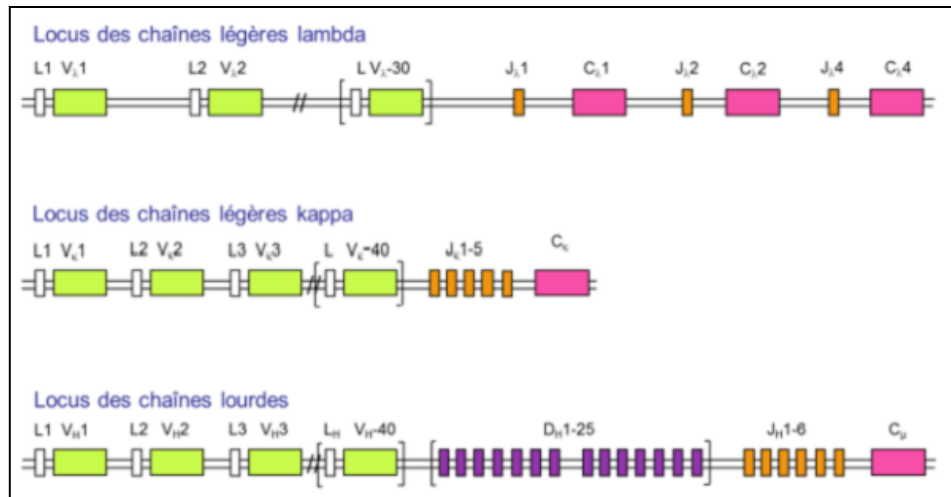 Locus des chaînes légères lambda
L1 Vλ1 L2 Vλ2 L Vλ-30 Jλ1 Cλ1 Jλ2 Cλ2 Jλ4 Cλ4
//
Locus des chaînes légères kappa
L1 Vκ1 L2 Vκ2 L3 Vκ3 L Vκ-40 Jκ1-5 Cκ
//
Locus des chaînes lourdes
L1 VH1 L2 VH2 L3 VH3 LH VH-40 DH1-25 JH1-6 Cμ
//